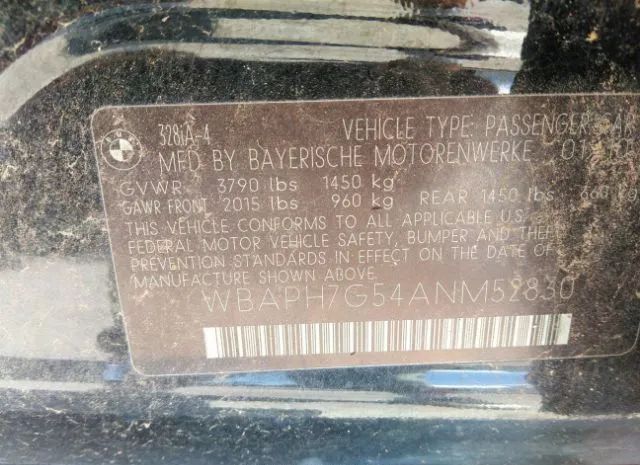 BMW
328iA-4 VEHICLE TYPE: PASSENGER CAR
MFD BY BAYERISCHE MOTORENWERKE
GVWR 3790 lbs 1450 kg
GAWR FRONT 2015 lbs 960 kg REAR 1450 lbs
THIS VEHICLE CONFORMS TO ALL APPLICABLE U.S.
FEDERAL MOTOR VEHICLE SAFETY, BUMPER AND THEFT
PREVENTION STANDARDS IN EFFECT ON THE DATE OF
MANUFACTURE SHOWN ABOVE
WBAPH7G54ANM52830